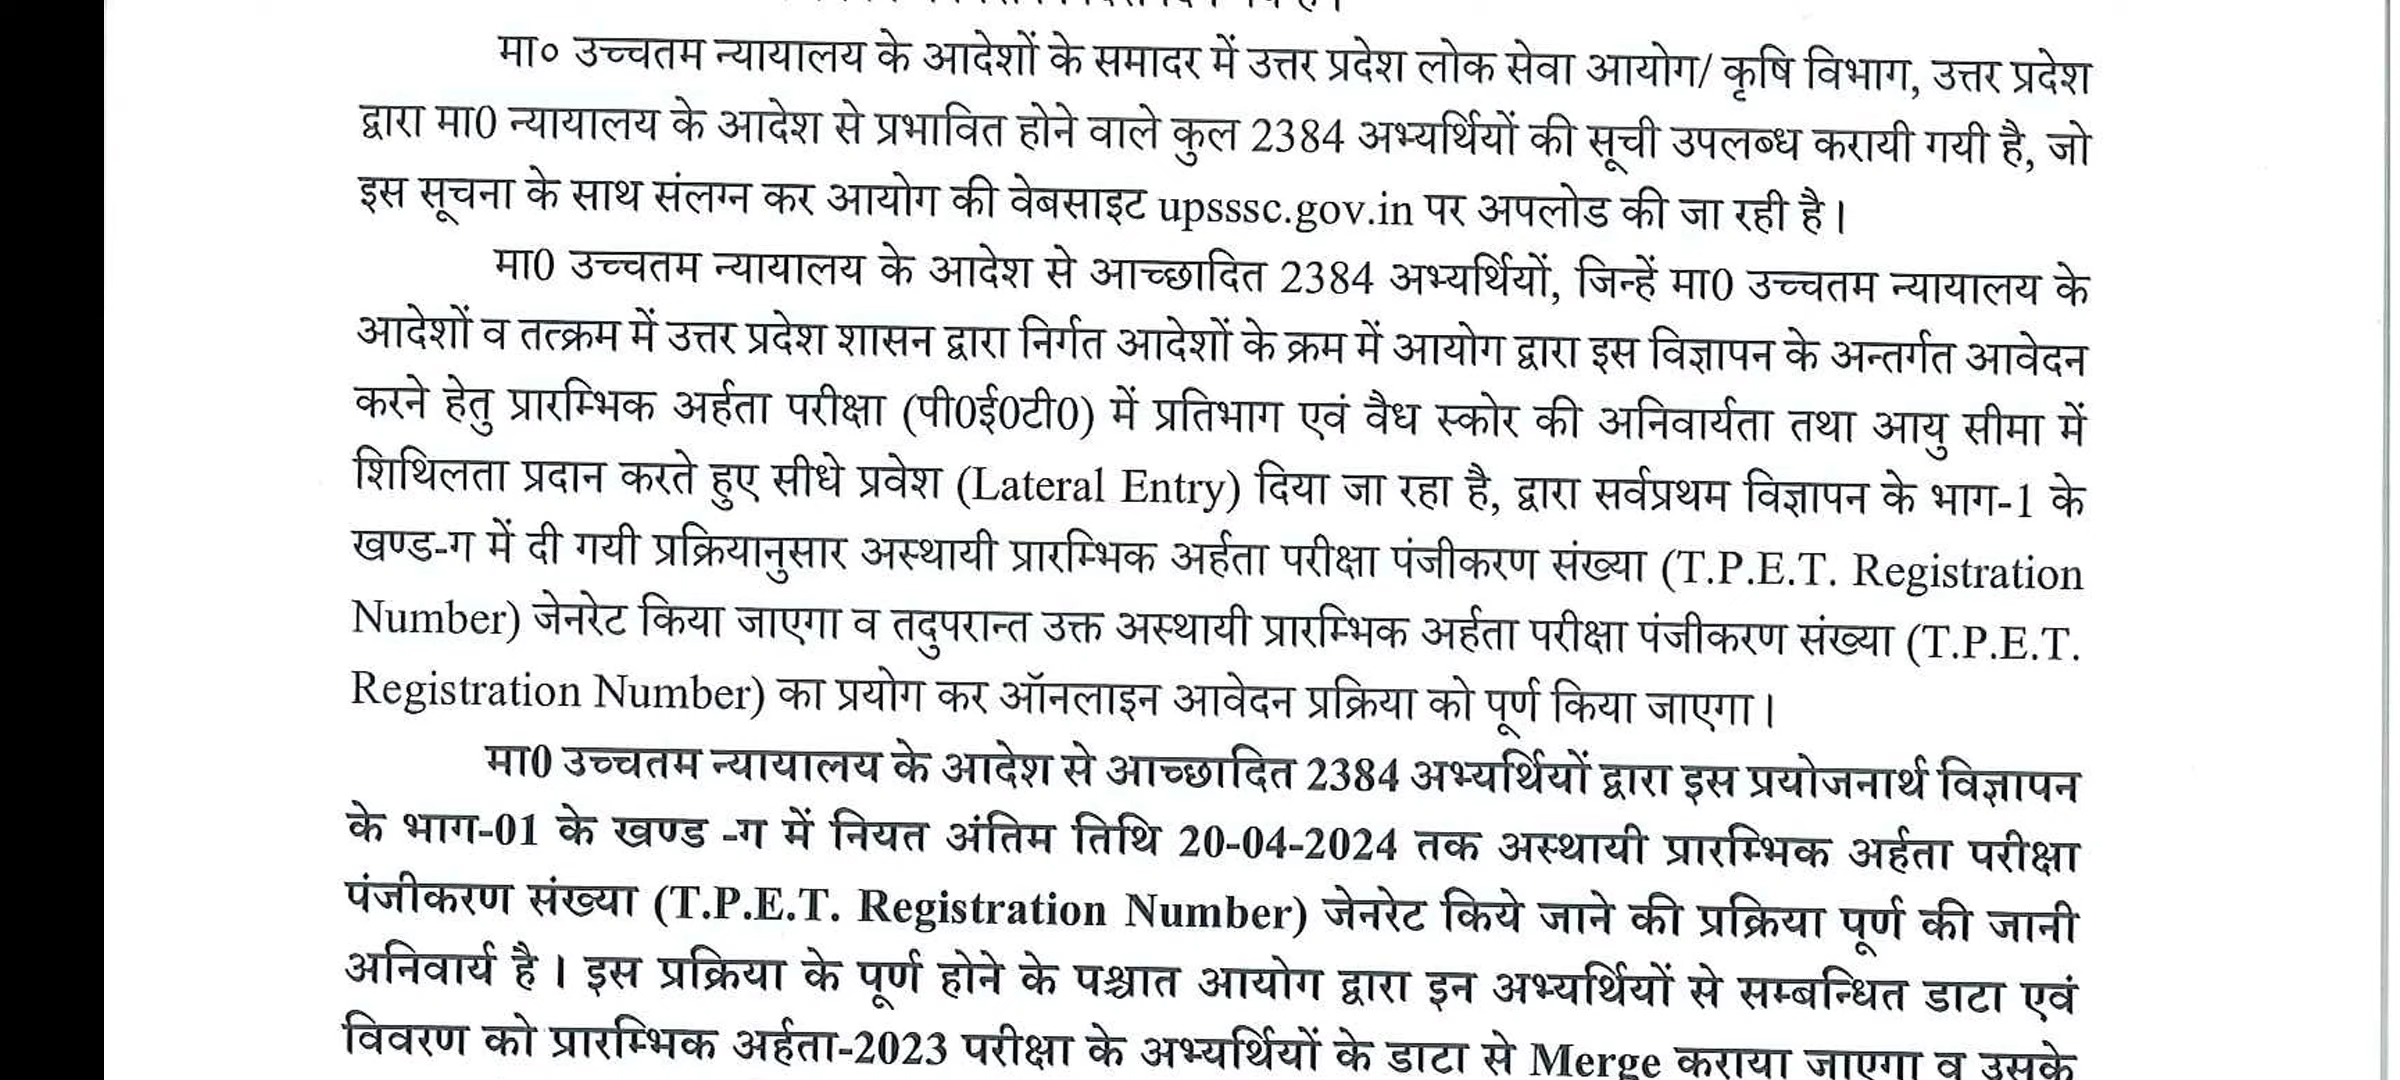 मा० उच्चतम न्यायालय के आदेशों के समादर में उत्तर प्रदेश लोक सेवा आयोग/ कृषि विभाग, उत्तर प्रदेश
द्वारा मा0 न्यायालय के आदेश से प्रभावित होने वाले कुल 2384 अभ्यर्थियों की सूची उपलब्ध करायी गयी है, जो
इस सूचना के साथ संलग्न कर आयोग की वेबसाइट upsssc.gov.in पर अपलोड की जा रही है।
मा0 उच्चतम न्यायालय के आदेश से आच्छादित 2384 अभ्यर्थियों, जिन्हें मा0 उच्चतम न्यायालय के
आदेशों व तत्क्रम में उत्तर प्रदेश शासन द्वारा निर्गत आदेशों के क्रम में आयोग द्वारा इस विज्ञापन के अन्तर्गत आवेदन
करने हेतु प्रारम्भिक अर्हता परीक्षा (पी0ई0टी0) में प्रतिभाग एवं वैध स्कोर की अनिवार्यता तथा आयु सीमा में
शिथिलता प्रदान करते हुए सीधे प्रवेश (Lateral Entry) दिया जा रहा है, द्वारा सर्वप्रथम विज्ञापन के भाग-1 के
खण्ड-ग में दी गयी प्रक्रियानुसार अस्थायी प्रारम्भिक अर्हता परीक्षा पंजीकरण संख्या (T.P.E.T. Registration
Number) जेनरेट किया जाएगा व तदुपरान्त उक्त अस्थायी प्रारम्भिक अर्हता परीक्षा पंजीकरण संख्या (T.P.E.T.
Registration Number) का प्रयोग कर ऑनलाइन आवेदन प्रक्रिया को पूर्ण किया जाएगा।
मा0 उच्चतम न्यायालय के आदेश से आच्छादित 2384 अभ्यर्थियों द्वारा इस प्रयोजनार्थ विज्ञापन
के भाग-01 के खण्ड -ग में नियत अंतिम तिथि 20-04-2024 तक अस्थायी प्रारम्भिक अर्हता परीक्षा
पंजीकरण संख्या (T.P.E.T. Registration Number) जेनरेट किये जाने की प्रक्रिया पूर्ण की जानी
अनिवार्य है। इस प्रक्रिया के पूर्ण होने के पश्चात आयोग द्वारा इन अभ्यर्थियों से सम्बन्धित डाटा एवं
विवरण को प्रारम्भिक अर्हता-2023 परीक्षा के अभ्यर्थियों के डाटा से Merge कराया जाएगा व उसके